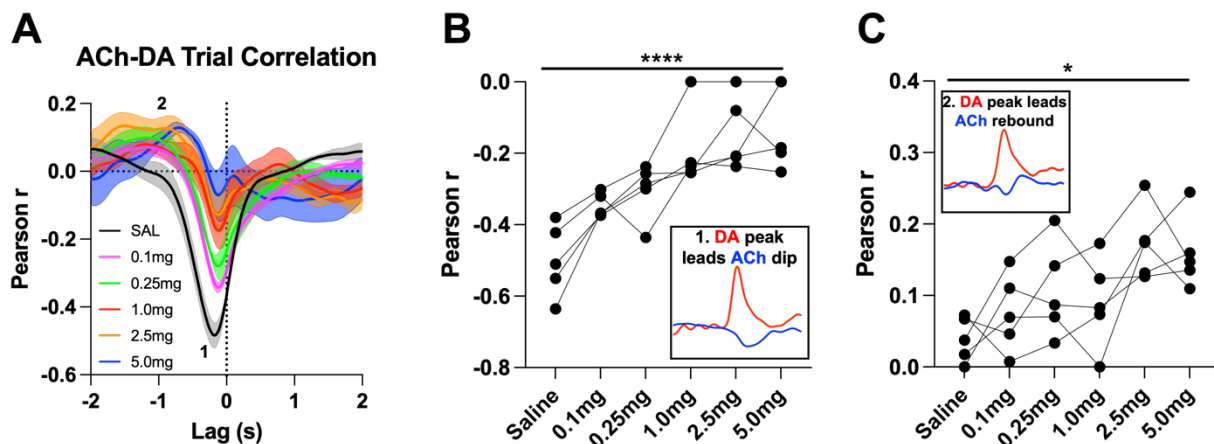 A
ACh-DA Trial Correlation
Pearson r
0.2
0.0
-0.2
-0.4
-0.6
2
1
SAL
0.1mg
0.25mg
1.0mg
2.5mg
5.0mg
-2
-1
0
1
2
Lag (s)
B
****
Pearson r
0.0
-0.2
-0.4
-0.6
-0.8
1. DA peak
leads ACh dip
Saline
0.1mg
0.25mg
1.0mg
2.5mg
5.0mg
C
*
Pearson r
0.4
0.3
0.2
0.1
0.0
2. DA peak leads
ACh rebound
Saline
0.1mg
0.25mg
1.0mg
2.5mg
5.0mg